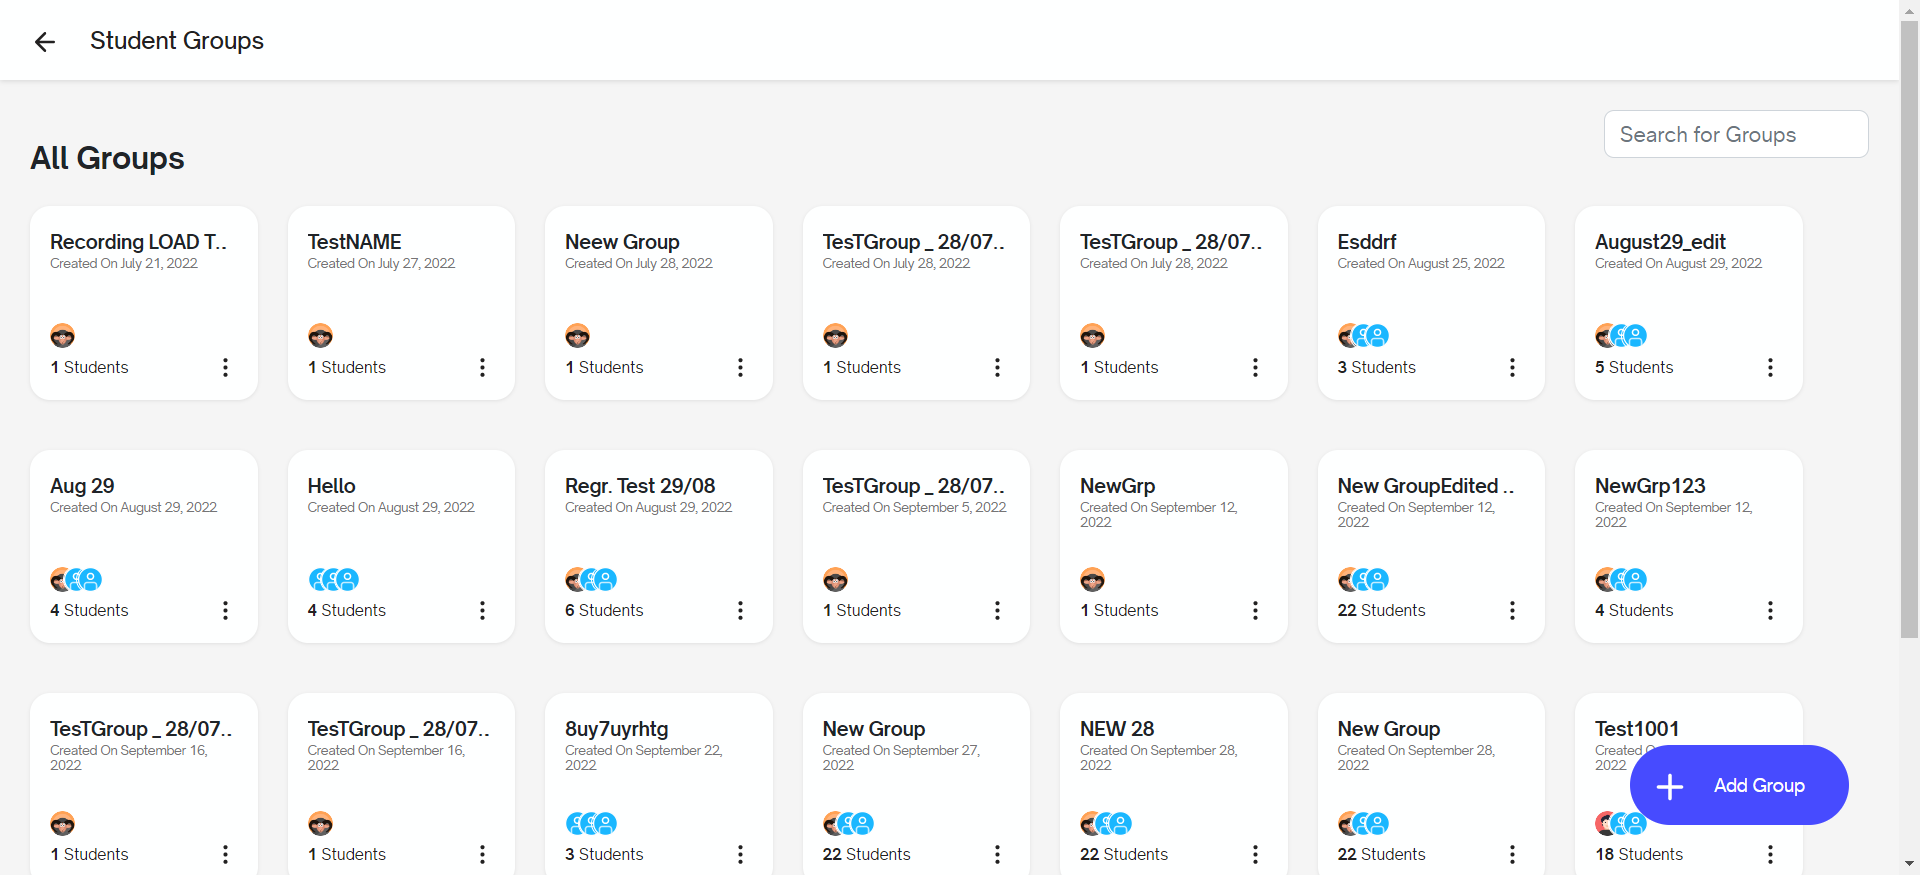 Student Groups
Search for Groups
All Groups
Recording LOAD T..
Created On July 21, 2022
1 Students
TestNAME
Created On July 27, 2022
1 Students
Neew Group
Created On July 28, 2022
1 Students
TesTGroup _ 28/07..
Created On July 28, 2022
1 Students
TesTGroup _ 28/07..
Created On July 28, 2022
1 Students
Esddrf
Created On August 25, 2022
3 Students
August29_edit
Created On August 29, 2022
5 Students
Aug 29
Created On August 29, 2022
4 Students
Hello
Created On August 29, 2022
4 Students
Regr. Test 29/08
Created On August 29, 2022
6 Students
TesTGroup _ 28/07..
Created On September 5, 2022
1 Students
NewGrp
Created On September 12,
2022
1 Students
New GroupEdited ..
Created On September 12,
2022
22 Students
NewGrp123
Created On September 12,
2022
4 Students
TesTGroup _ 28/07..
Created On September 16,
2022
1 Students
TesTGroup _ 28/07..
Created On September 16,
2022
1 Students
8uy7uyrhtg
Created On September 22,
2022
3 Students
New Group
Created On September 27,
2022
22 Students
NEW 28
Created On September 28,
2022
22 Students
New Group
Created On September 28,
2022
22 Students
Test1001
Created
2022
18 Students
Add Group